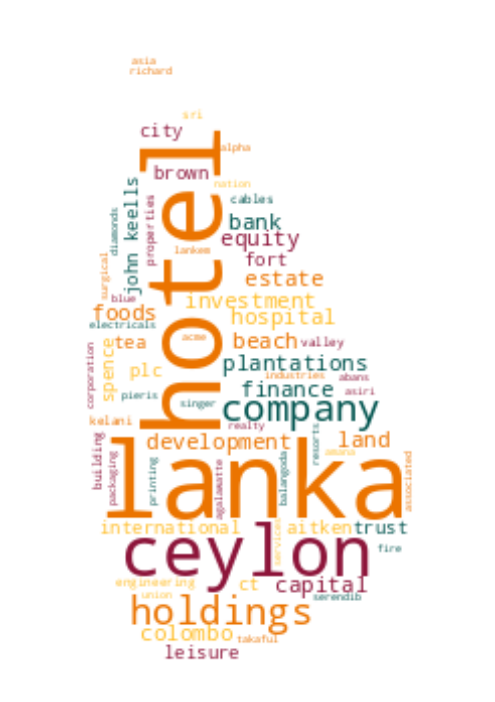 asia
richard
sri
city
alpha
hotel
brown
nation
john keells
cables
properties
bank
diamonds
equity
lankem
fort
surgical
estate
blue
investment
foods
hospital
electricals
acme
beach
valley
tea
spence
plc
plantations
corporation
industries
abans
finance
asiri
pieris
singer
company
kelani
realty
resorts
development
land
building
lanka
amana
packaging
printing
agalawatte
balangoda
associated
international
aitken
trust
ceylon
services
fire
engineering
ct
capital
union
serendib
holdings
colombo
takaful
leisure